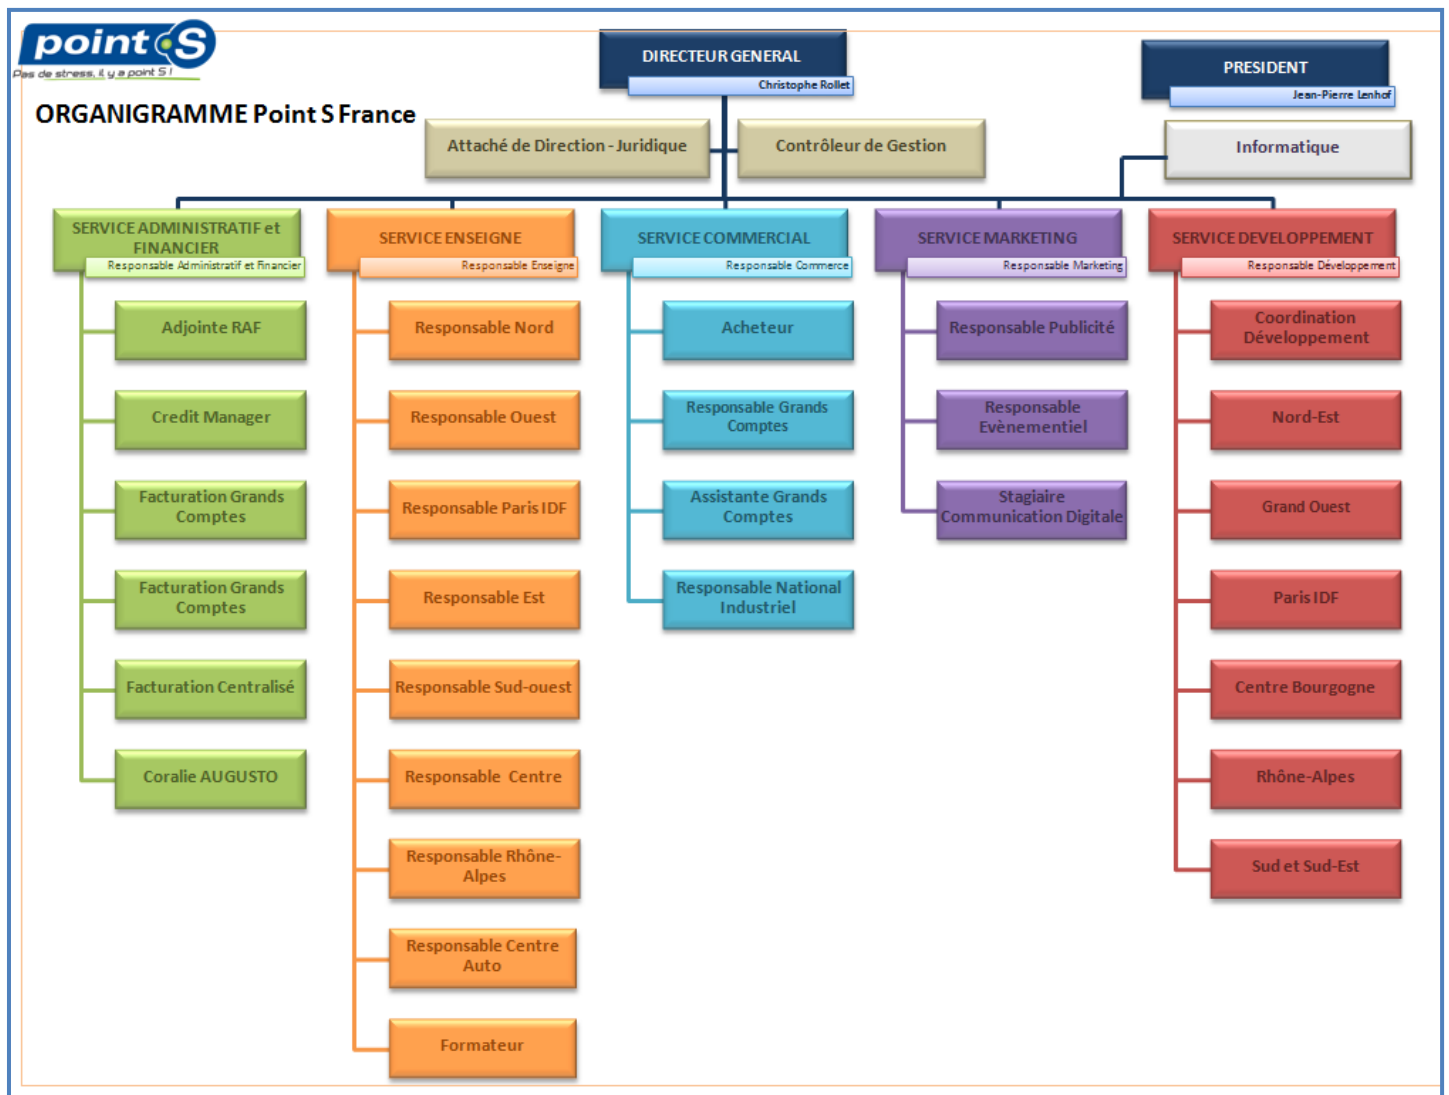 point S
Pas de stress, il y a point S !
ORGANIGRAMME Point S France
DIRECTEUR GENERAL
Christophe Rollet
PRESIDENT
Jean-Pierre Lenhof
Attaché de Direction - Juridique
Contrôleur de Gestion
Informatique
SERVICE ADMINISTRATIF et
FINANCIER
Responsable Administratif et Financier
Adjointe RAF
Credit Manager
Facturation Grands
Comptes
Facturation Grands
Comptes
Facturation Centralisé
Coralie AUGUSTO
SERVICE ENSEIGNE
Responsable Enseigne
Responsable Nord
Responsable Ouest
Responsable Paris IDF
Responsable Est
Responsable Sud-ouest
Responsable Centre
Responsable Rhône-
Alpes
Responsable Centre
Auto
Formateur
SERVICE COMMERCIAL
Responsable Commerce
Acheteur
Responsable Grands
Comptes
Assistante Grands
Comptes
Responsable National
Industriel
SERVICE MARKETING
Responsable Marketing
Responsable Publicité
Responsable
Evènementiel
Stagiaire
Communication Digitale
SERVICE DEVELOPPEMENT
Responsable Développement
Coordination
Développement
Nord-Est
Grand Ouest
Paris IDF
Centre Bourgogne
Rhône-Alpes
Sud et Sud-Est